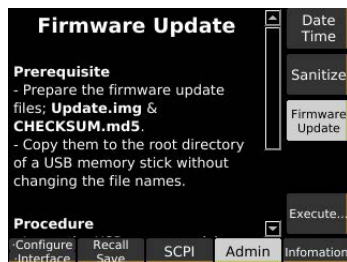 Firmware Update
Prerequisite
- Prepare the firmware update
files; Update.img &
CHECKSUM.md5.
- Copy them to the root directory
of a USB memory stick without
changing the file names.
Procedure
Date
Time
Sanitize
Firmware
Update
Execute...
·Configure
·Interface
Recall
Save
SCPI
Admin
Infomation